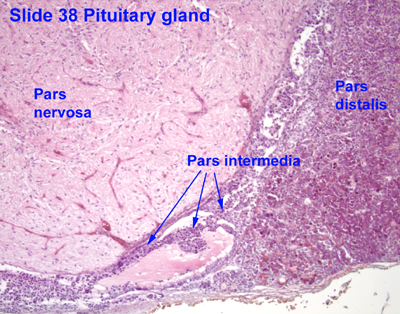 Slide 38 Pituitary gland
Pars
nervosa
Pars
distalis
Pars intermedia